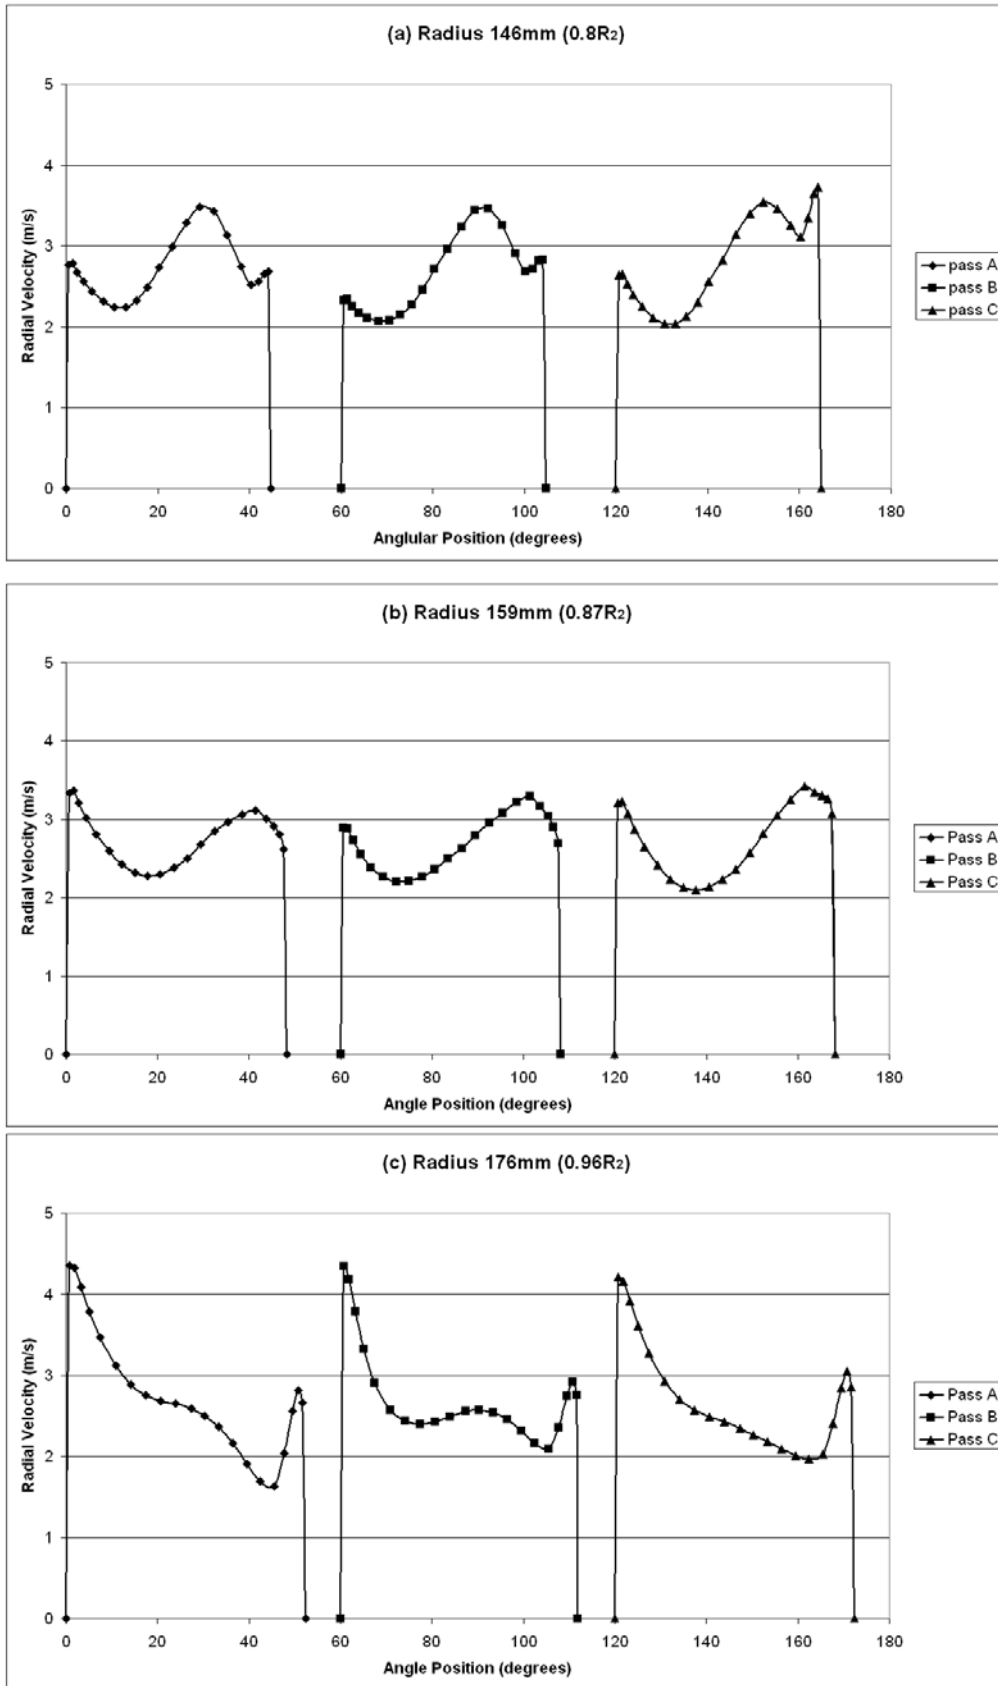 (a) Radius 146mm (0.8R₂)
5
4
3
2
1
0
Radial Velocity (m/s)
0 20 40 60 80 100 120 140 160 180
Anglular Position (degrees)
pass A
pass B
pass C
(b) Radius 159mm (0.87R₂)
5
4
3
2
1
0
Radial Velocity (m/s)
0 20 40 60 80 100 120 140 160 180
Angle Position (degrees)
Pass A
Pass B
Pass C
(c) Radius 176mm (0.96R₂)
5
4
3
2
1
0
Radial Velocity (m/s)
0 20 40 60 80 100 120 140 160 180
Angle Position (degrees)
Pass A
Pass B
Pass C